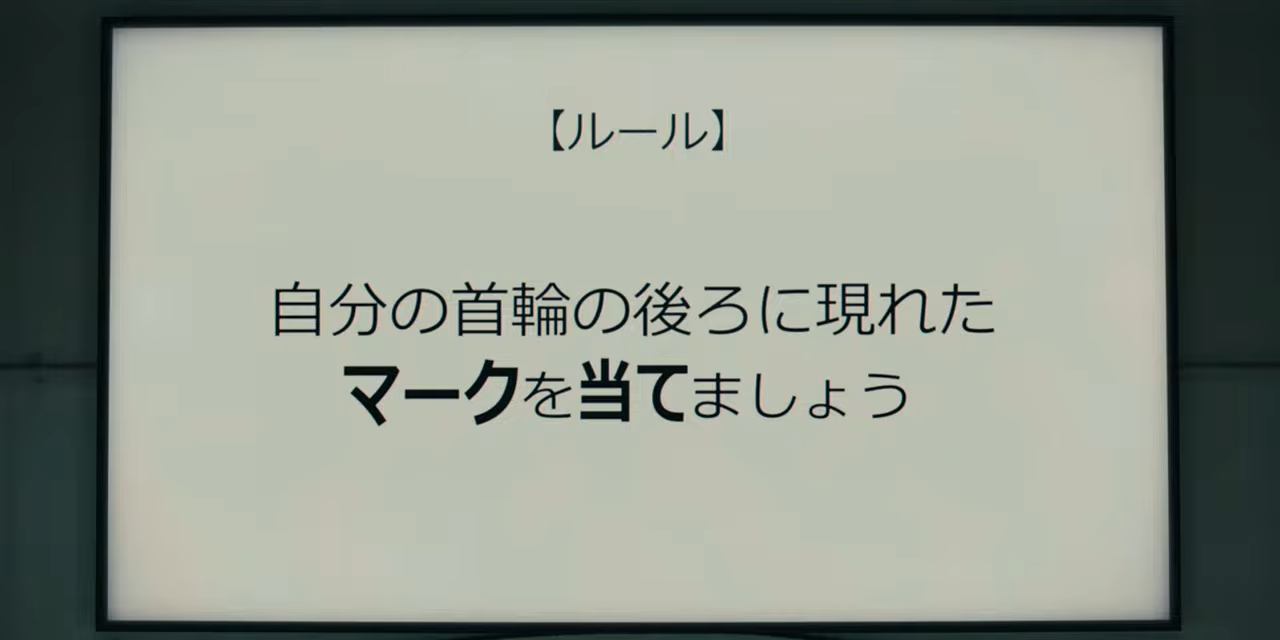 【ルール】
自分の首輪の後ろに現れた
マークを当てましょう